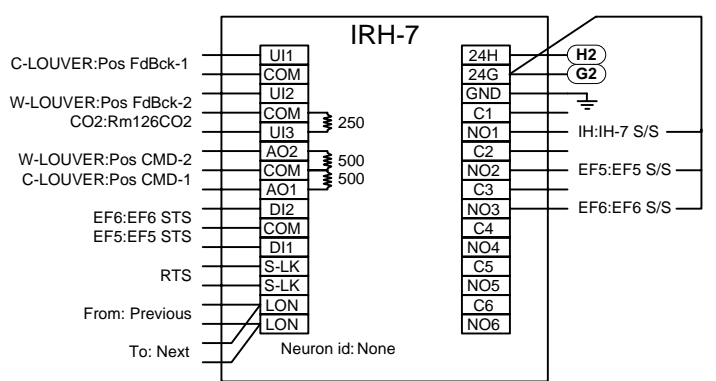 IRH-7
C-LOUVER:Pos FdBck-1
W-LOUVER:Pos FdBck-2
CO2:Rm126CO2
W-LOUVER:Pos CMD-2
C-LOUVER:Pos CMD-1
EF6:EF6 STS
EF5:EF5 STS
RTS
From: Previous
To: Next
UI1
COM
UI2
COM
UI3
AO2
COM
AO1
DI2
COM
DI1
S-LK
S-LK
LON
LON
250
500
500
Neuron id: None
24H
24G
GND
C1
NO1
C2
NO2
C3
NO3
C4
NO4
C5
NO5
C6
NO6
H2
G2
IH:IH-7 S/S
EF5:EF5 S/S
EF6:EF6 S/S